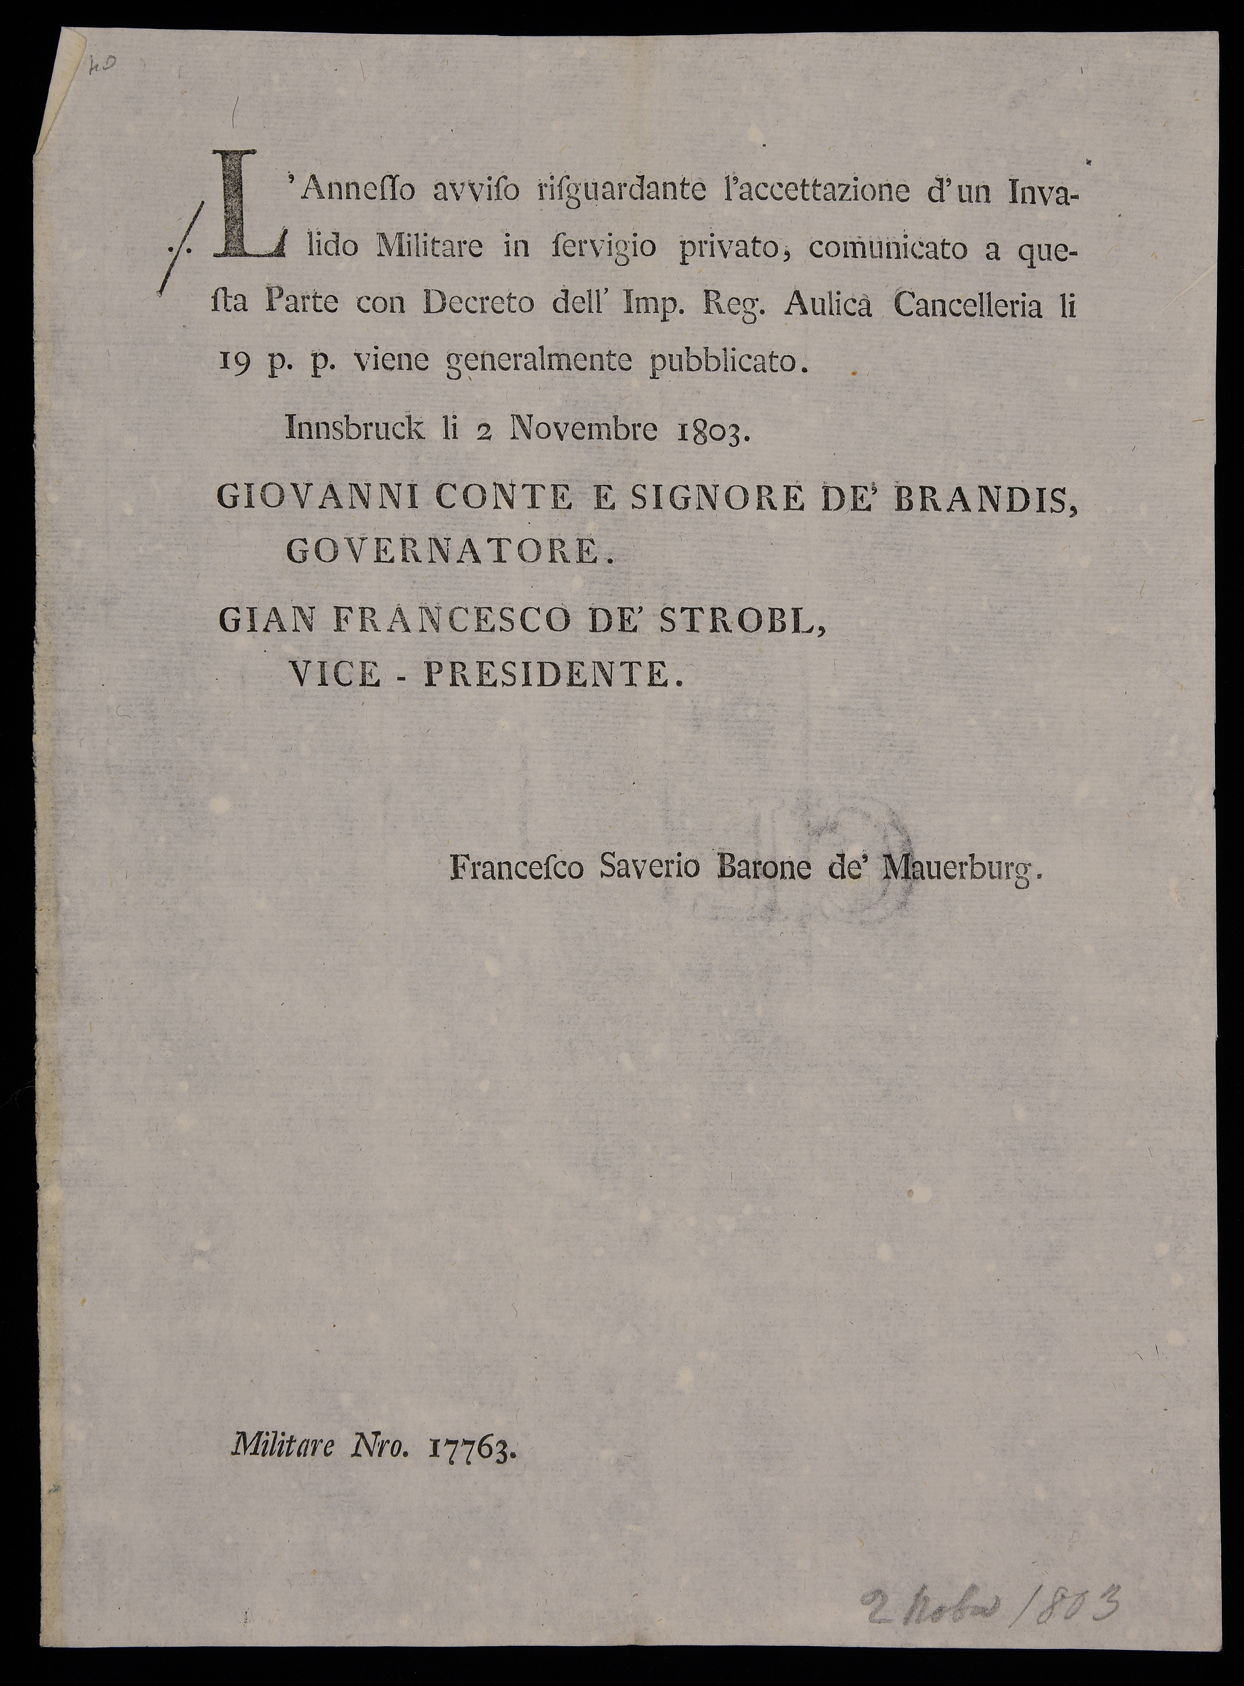 40
L'Anneſſo avviſo riſguardante l'accettazione d'un Inva-
./. lido Militare in ſervigio privato, comunicato a que-
ſta Parte con Decreto dell' Imp. Reg. Aulica Cancelleria li
19 p. p. viene generalmente pubblicato.
Innsbruck li 2 Novembre 1803.
GIOVANNI CONTE E SIGNORE DE' BRANDIS,
GOVERNATORE.
GIAN FRANCESCO DE' STROBL,
VICE - PRESIDENTE.
Franceſco Saverio Barone de' Mauerburg.
Militare Nro. 17763.
2 1803